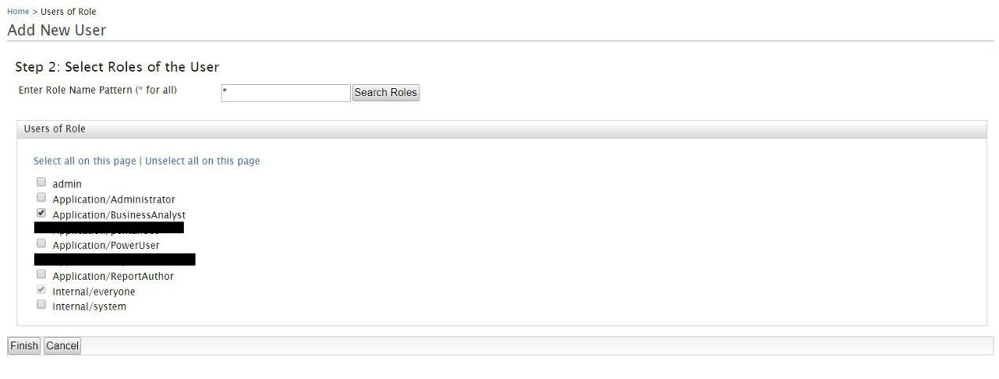 Home > Users of Role
Add New User
Step 2: Select Roles of the User
Enter Role Name Pattern (* for all)
*
Search Roles
Users of Role
Select all on this page | Unselect all on this page
admin
Application/Administrator
Application/BusinessAnalyst
Application/PowerUser
Application/ReportAuthor
Internal/everyone
Internal/system
Finish Cancel